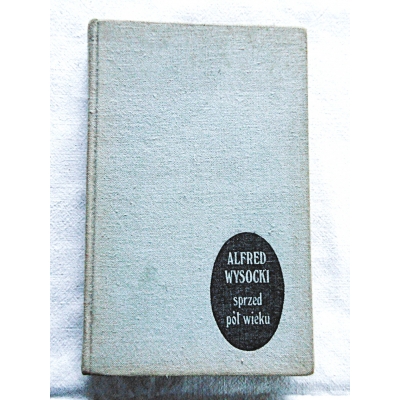 ALFRED
WYSOCKI
sprzed
pół wieku